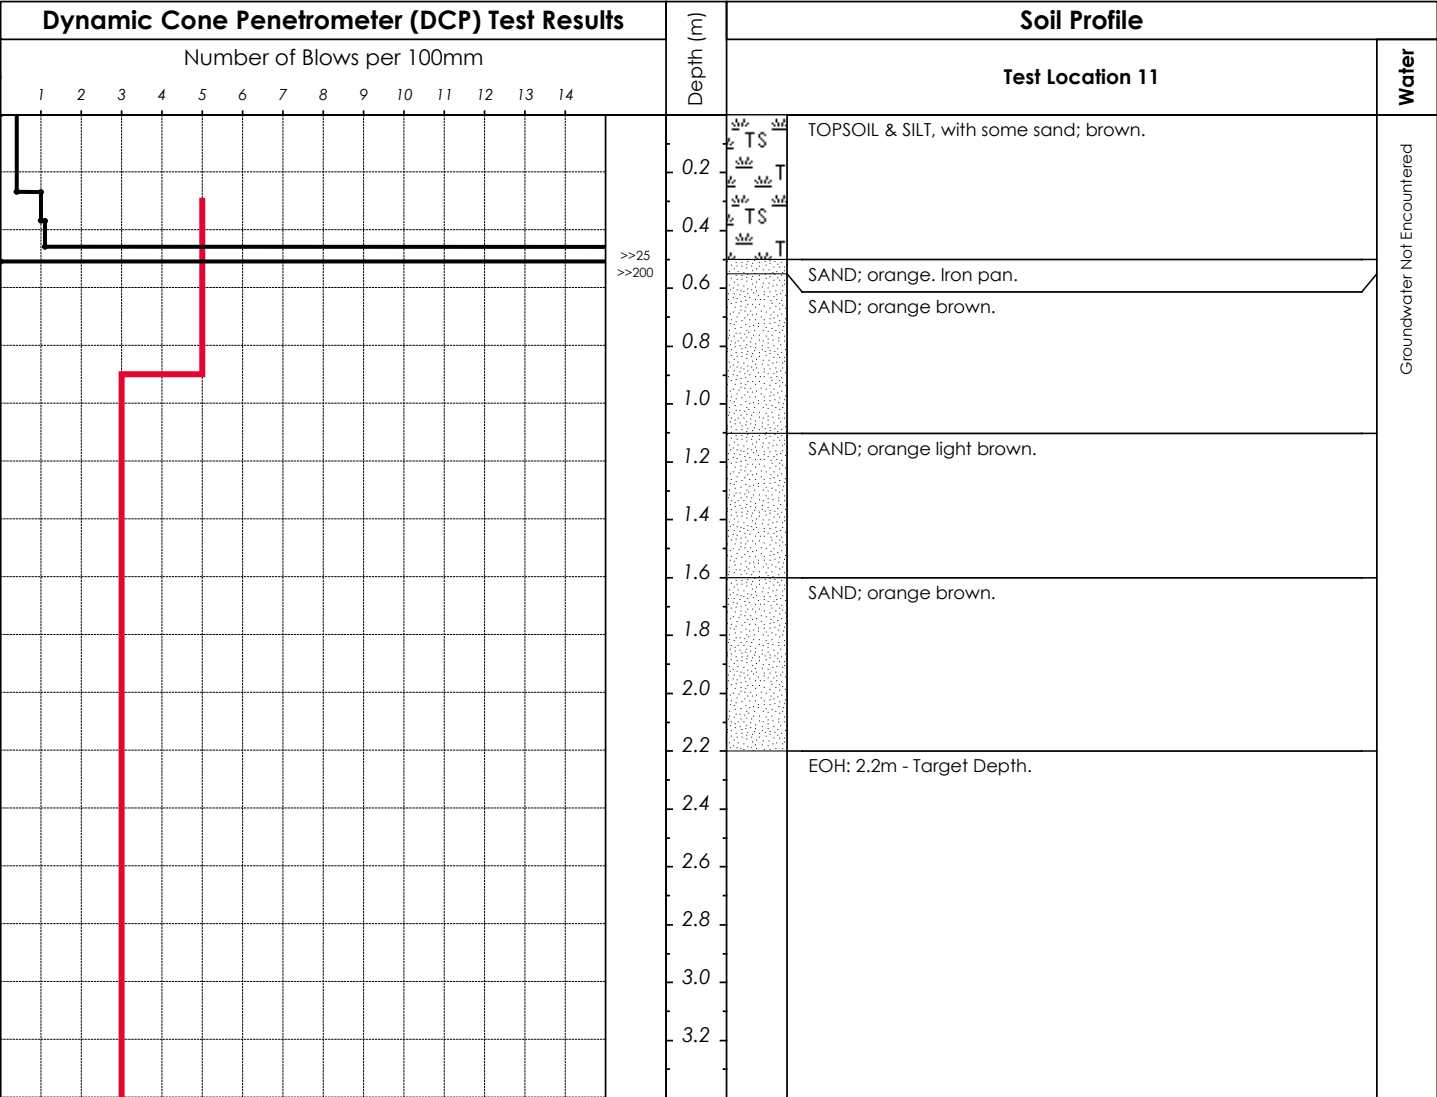 Dynamic Cone Penetrometer (DCP) Test Results
Number of Blows per 100mm
1 2 3 4 5 6 7 8 9 10 11 12 13 14
>>25
>>200
Depth (m)
0.2
0.4
0.6
0.8
1.0
1.2
1.4
1.6
1.8
2.0
2.2
2.4
2.6
2.8
3.0
3.2
Soil Profile
Test Location 11
Water
TS
T
TS
T
TOPSOIL & SILT, with some sand; brown.
SAND; orange. Iron pan.
SAND; orange brown.
SAND; orange light brown.
SAND; orange brown.
EOH: 2.2m - Target Depth.
Groundwater Not Encountered